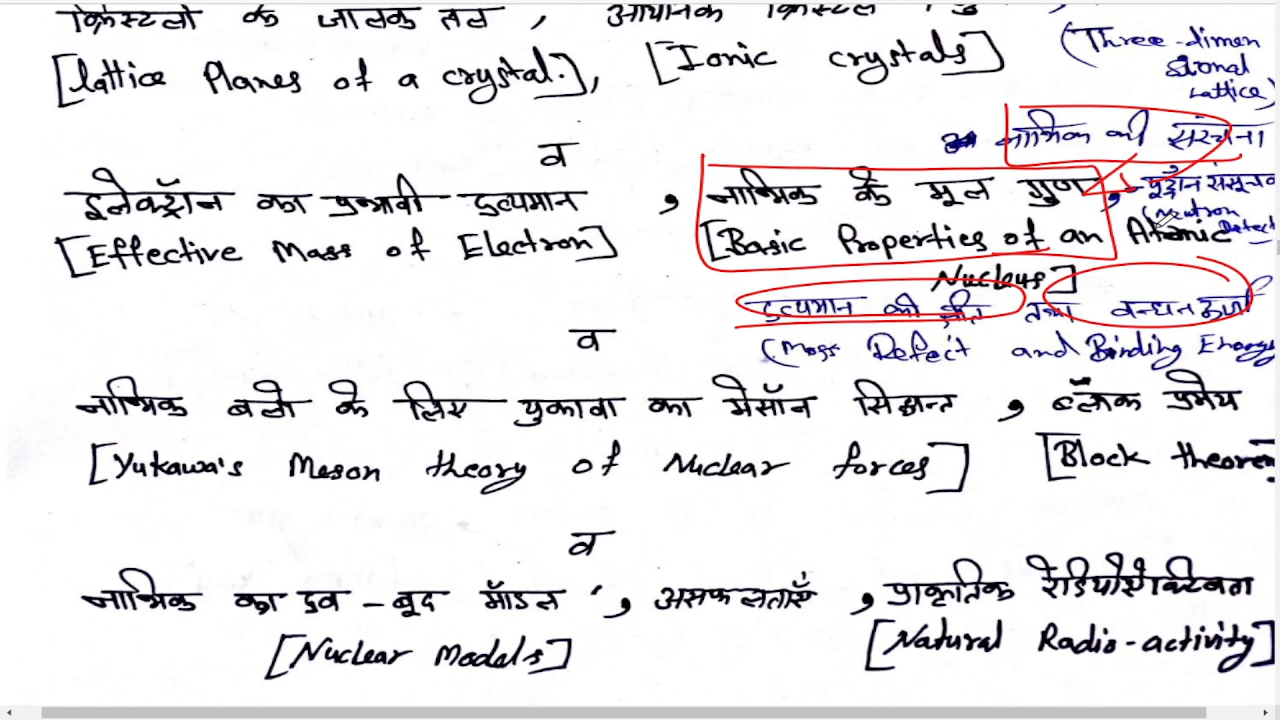 क्रिस्टलों के जालक तल, आयनिक क्रिस्टल
[lattice Planes of a crystal.], [Ionic crystals] (Three-dimen
sional
Lattice)
नाभिक की संरचना
व
इलेक्ट्रॉन का प्रभावी द्रव्यमान, नाभिक के मूल गुण,
[Effective Mass of Electron] [Basic Properties of an Atomic
(Neutron
Nucleus]
द्रव्यमान की क्षति तथा बन्धन ऊर्जा
(Mass Defect and Binding Energy
व
नाभिक बलों के लिए युकावा का मेसॉन सिद्धान्त, ब्लॉक प्रमेय
[Yukawa's Meson theory of Nuclear forces] [Block theorem
व
नाभिक का द्रव-बूद मॉडल, असफलताएँ, प्राकृतिक रेडियोऐक्टिवता
[Nuclear Models] [Natural Radio-activity]